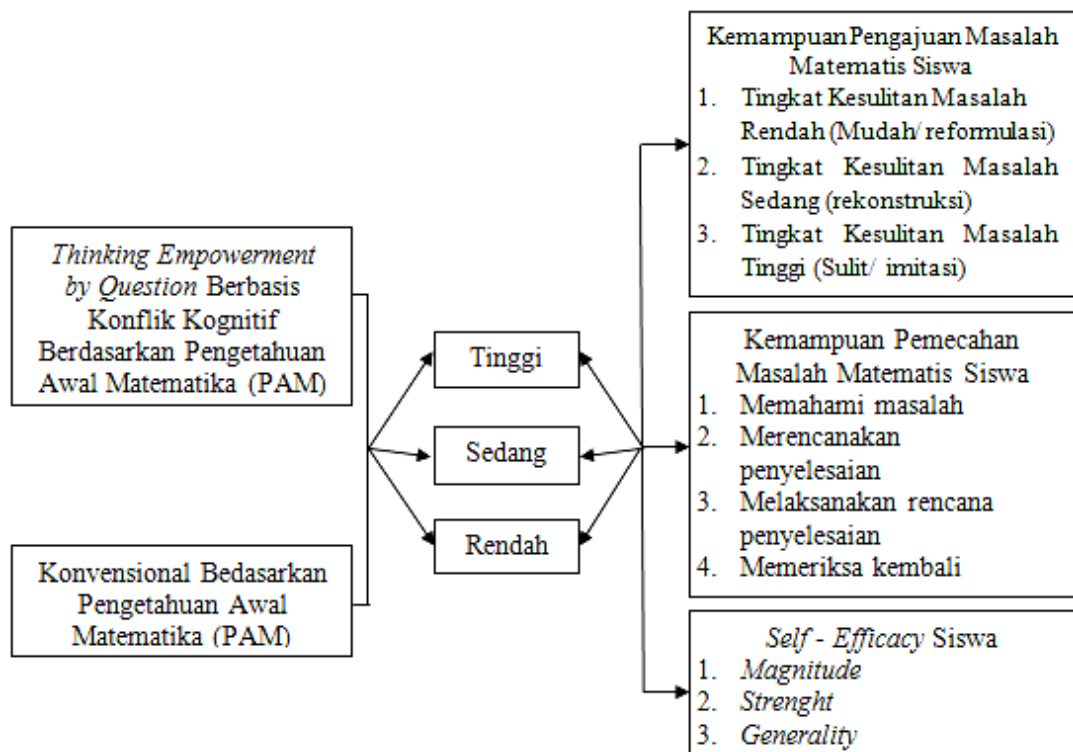 Thinking Empowerment
by Question Berbasis
Konflik Kognitif
Berdasarkan Pengetahuan
Awal Matematika (PAM)
Konvensional Bedasarkan
Pengetahuan Awal
Matematika (PAM)
Tinggi
Sedang
Rendah
Kemampuan Pengajuan Masalah
Matematis Siswa
1. Tingkat Kesulitan Masalah
Rendah (Mudah/ reformulasi)
2. Tingkat Kesulitan Masalah
Sedang (rekonstruksi)
3. Tingkat Kesulitan Masalah
Tinggi (Sulit/ imitasi)
Kemampuan Pemecahan
Masalah Matematis Siswa
1. Memahami masalah
2. Merencanakan
penyelesaian
3. Melaksanakan rencana
penyelesaian
4. Memeriksa kembali
Self - Efficacy Siswa
1. Magnitude
2. Strenght
3. Generality